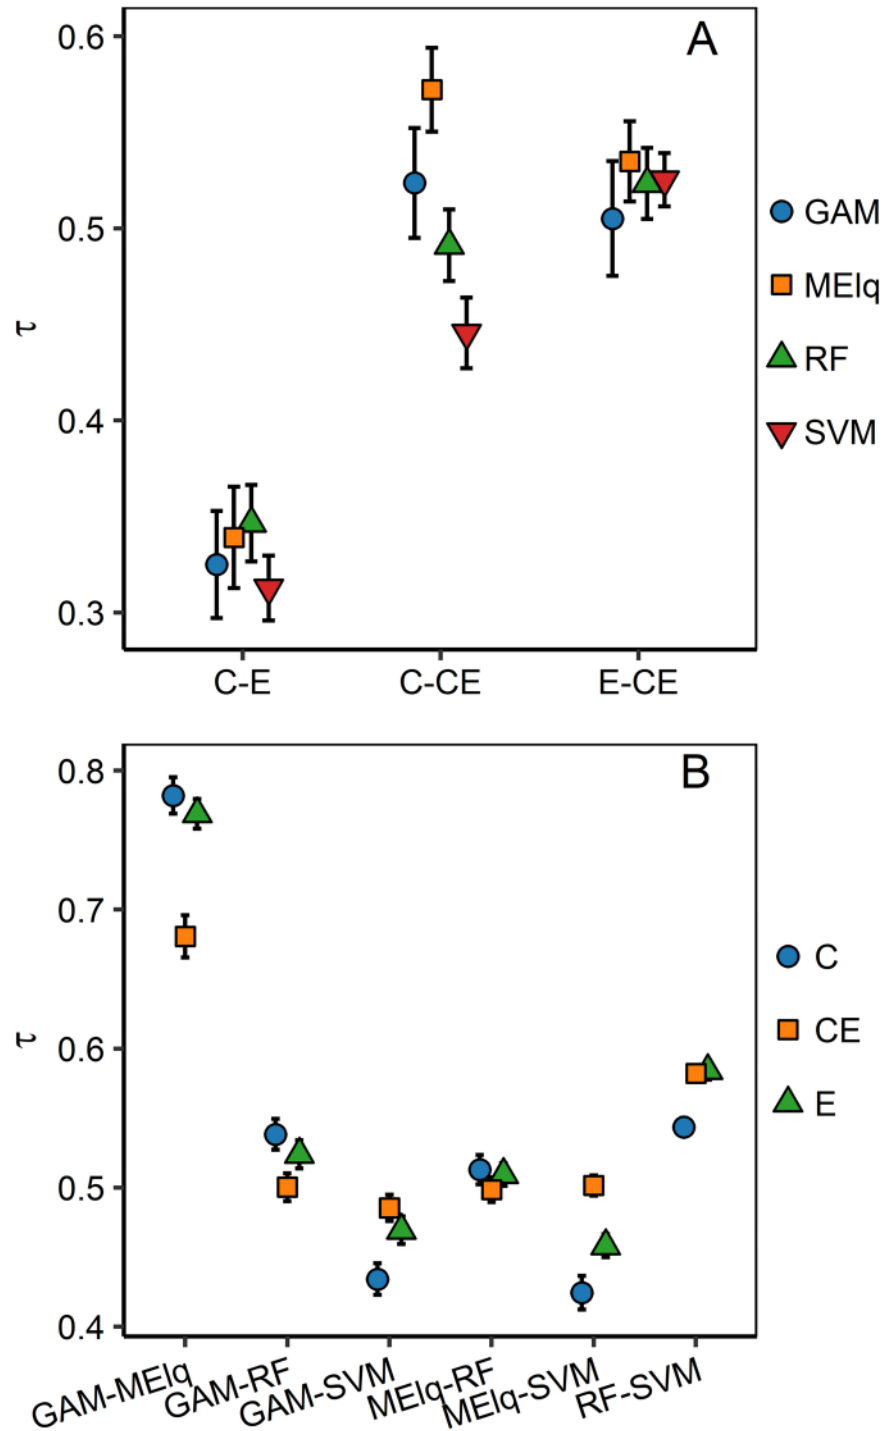 A
0.6
0.5
0.4
0.3
τ
C-E
C-CE
E-CE
GAM
MElq
RF
SVM
B
0.8
0.7
0.6
0.5
0.4
τ
GAM-MElq
GAM-RF
GAM-SVM
MElq-RF
MElq-SVM
RF-SVM
C
CE
E